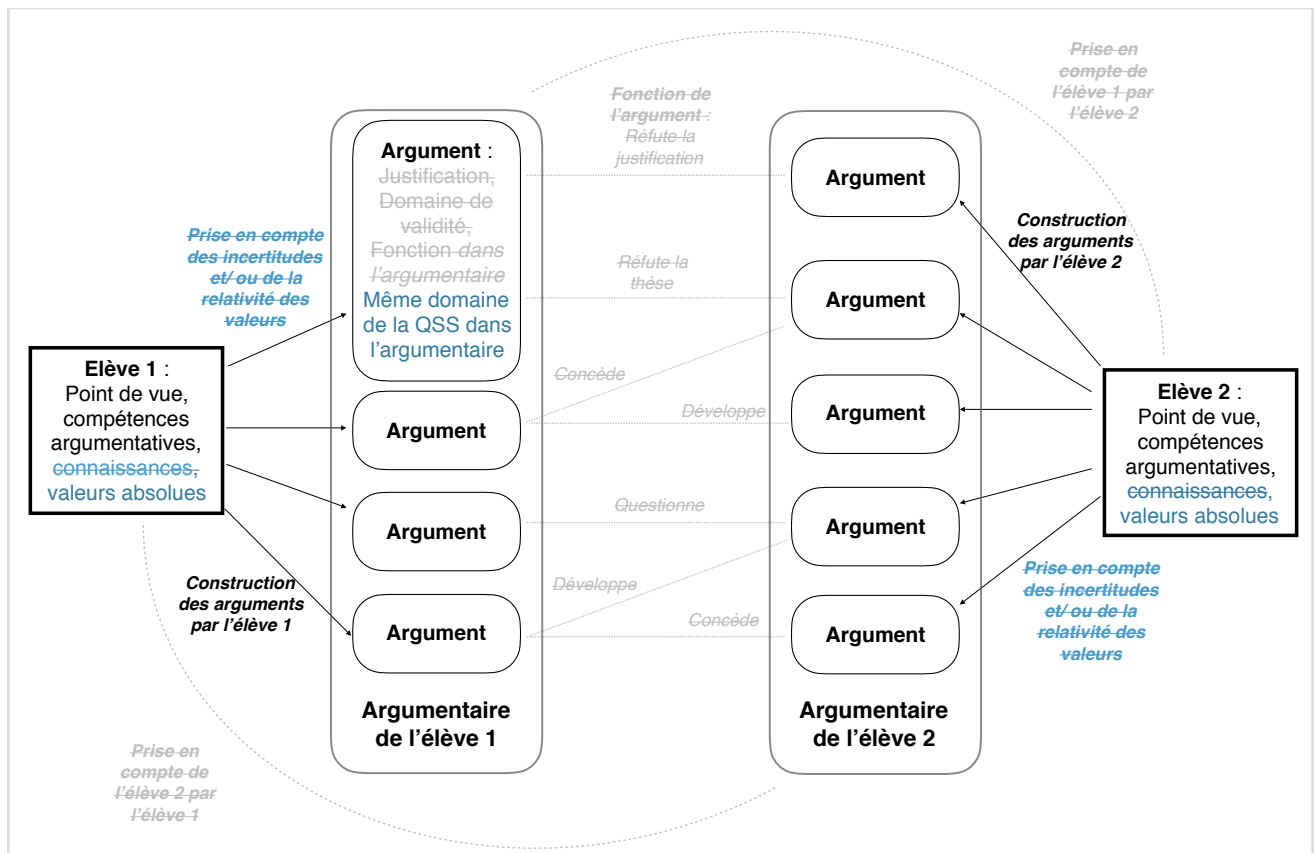 Prise en
compte de
l'élève 1 par
l'élève 2
Fonction de
l'argument :
Réfute la
justification
Argument :
Justification,
Domaine de
validité,
Fonction dans
l'argumentaire
Même domaine
de la QSS dans
l'argumentaire
Argument
Prise en compte
des incertitudes
et/ ou de la
relativité des
valeurs
Construction
des arguments
par l'élève 2
Réfute la
thèse
Argument
Elève 1 :
Point de vue,
compétences
argumentatives,
connaissances,
valeurs absolues
Concède
Développe
Argument
Argument
Elève 2 :
Point de vue,
compétences
argumentatives,
connaissances,
valeurs absolues
Argument
Questionne
Argument
Construction
des arguments
par l'élève 1
Développe
Prise en compte
des incertitudes
et/ ou de la
relativité des
valeurs
Argument
Concède
Argument
Argumentaire
de l'élève 1
Argumentaire
de l'élève 2
Prise en
compte de
l'élève 2 par
l'élève 1